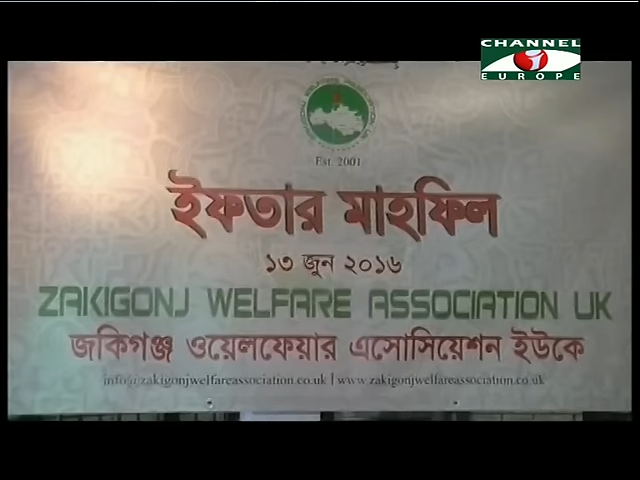 CHANNEL
i
EUROPE
Est. 2001
ইফতার মাহফিল
১৩ জুন ২০১৬
ZAKIGONJ WELFARE ASSOCIATION UK
জকিগঞ্জ ওয়েলফেয়ার এসোসিয়েশন ইউকে
info@zakigonjwelfareassociation.co.uk | www.zakigonjwelfareassociation.co.uk